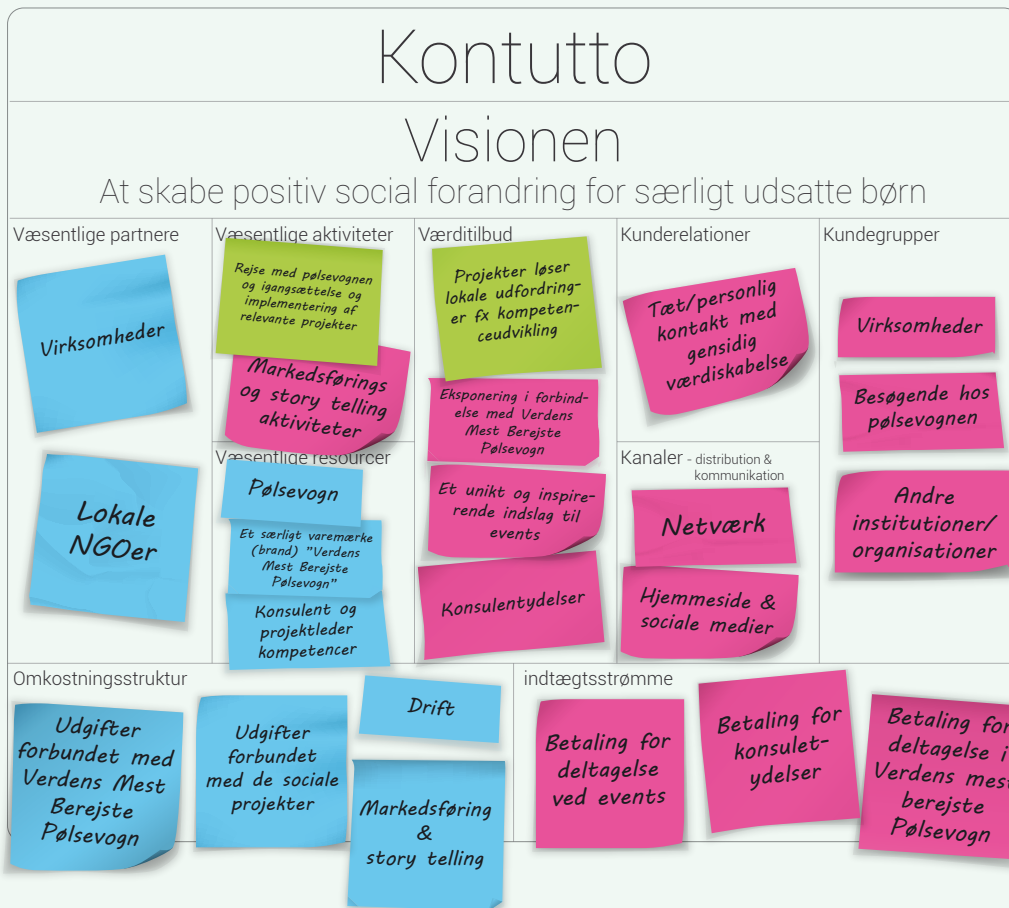 Kontutto
Visionen
At skabe positiv social forandring for særligt udsatte børn
Væsentlige partnere
Virksomheder
Lokale
NGOer
Væsentlige aktiviteter
Rejse med pølsevognen
og igangsættelse og
implementering af
relevante projekter
Markedsførings
og story telling
aktiviteter
Væsentlige resourcer
Pølsevogn
Et særligt varemærke
(brand) "Verdens
Mest Berejste
Pølsevogn"
Konsulent og
projektleder
kompetencer
Værditilbud
Projekter løser
lokale udfordring-
er fx kompeten-
ceudvikling
Eksponering i forbind-
else med Verdens
Mest Berejste
Pølsevogn
Et unikt og inspire-
rende indslag til
events
Konsulentydelser
Kunderelationer
Tæt/personlig
kontakt med
gensidig
værdiskabelse
Kanaler - distribution &
kommunikation
Netværk
Hjemmeside &
sociale medier
Kundegrupper
Virksomheder
Besøgende hos
pølsevognen
Andre
institutioner/
organisationer
Omkostningsstruktur
Udgifter
forbundet med
Verdens Mest
Berejste
Pølsevogn
Udgifter
forbundet
med de sociale
projekter
Drift
Markedsføring
&
story telling
indtægtsstrømme
Betaling for
deltagelse
ved events
Betaling for
konsulet-
ydelser
Betaling for
deltagelse i
Verdens mest
berejste
Pølsevogn